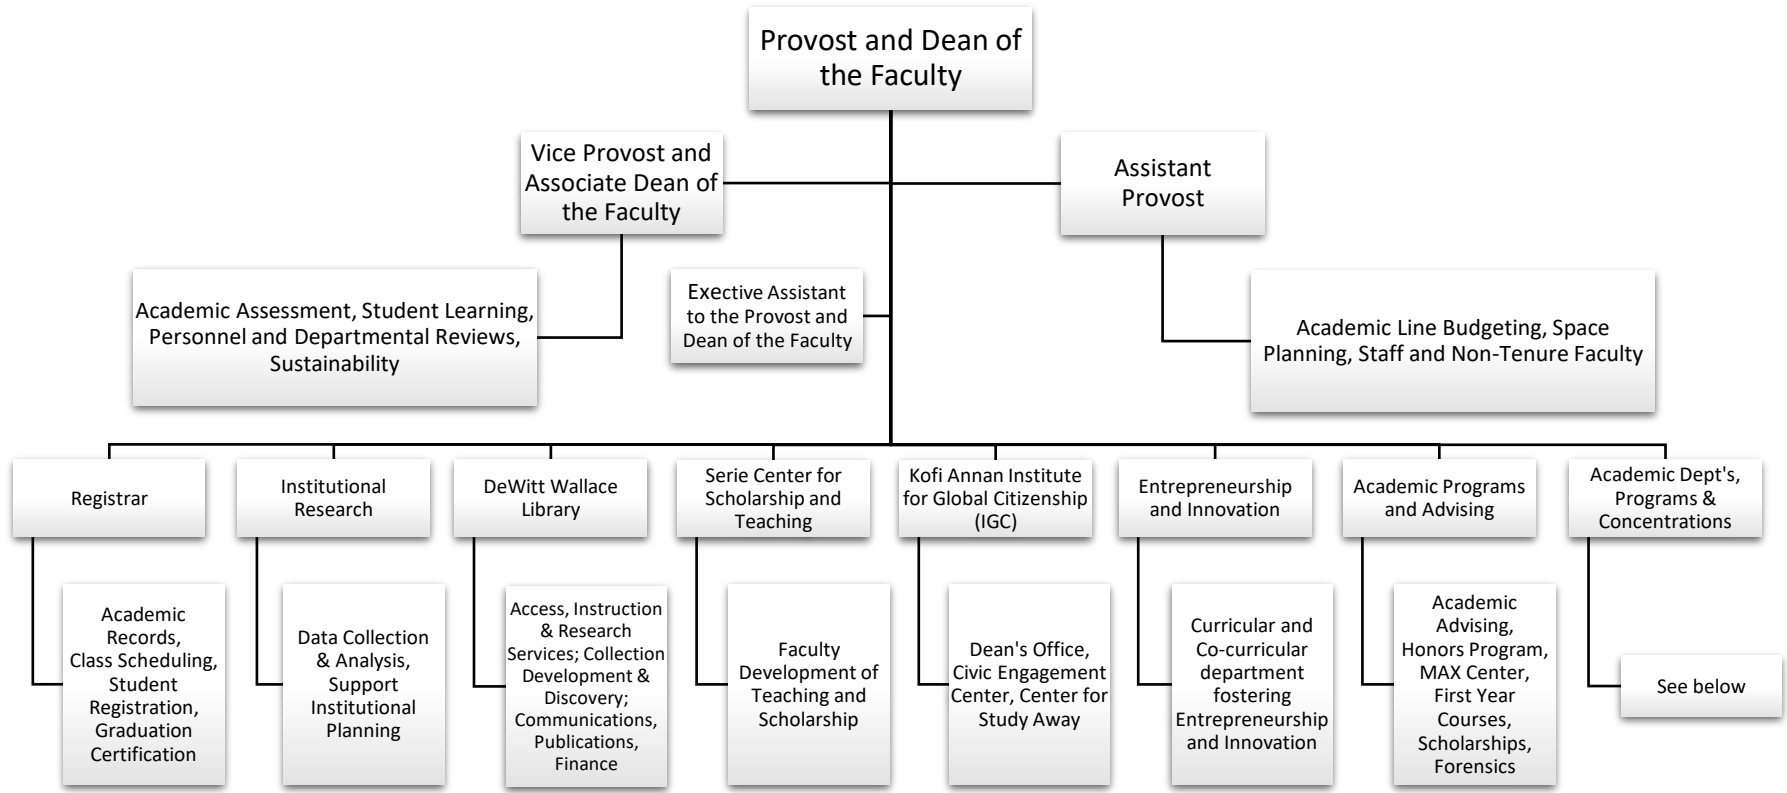 Provost and Dean of
the Faculty
Vice Provost and
Associate Dean of
the Faculty
Assistant
Provost
Academic Assessment, Student Learning,
Personnel and Departmental Reviews,
Sustainability
Exective Assistant
to the Provost and
Dean of the Faculty
Academic Line Budgeting, Space
Planning, Staff and Non-Tenure Faculty
Registrar
Institutional
Research
DeWitt Wallace
Library
Serie Center for
Scholarship and
Teaching
Kofi Annan Institute
for Global Citizenship
(IGC)
Entrepreneurship
and Innovation
Academic Programs
and Advising
Academic Dept's,
Programs &
Concentrations
Academic
Records,
Class Scheduling,
Student
Registration,
Graduation
Certification
Data Collection
& Analysis,
Support
Institutional
Planning
Access, Instruction
& Research
Services; Collection
Development &
Discovery;
Communications,
Publications,
Finance
Faculty
Development of
Teaching and
Scholarship
Dean's Office,
Civic Engagement
Center, Center for
Study Away
Curricular and
Co-curricular
department
fostering
Entrepreneurship
and Innovation
Academic
Advising,
Honors Program,
MAX Center,
First Year
Courses,
Scholarships,
Forensics
See below